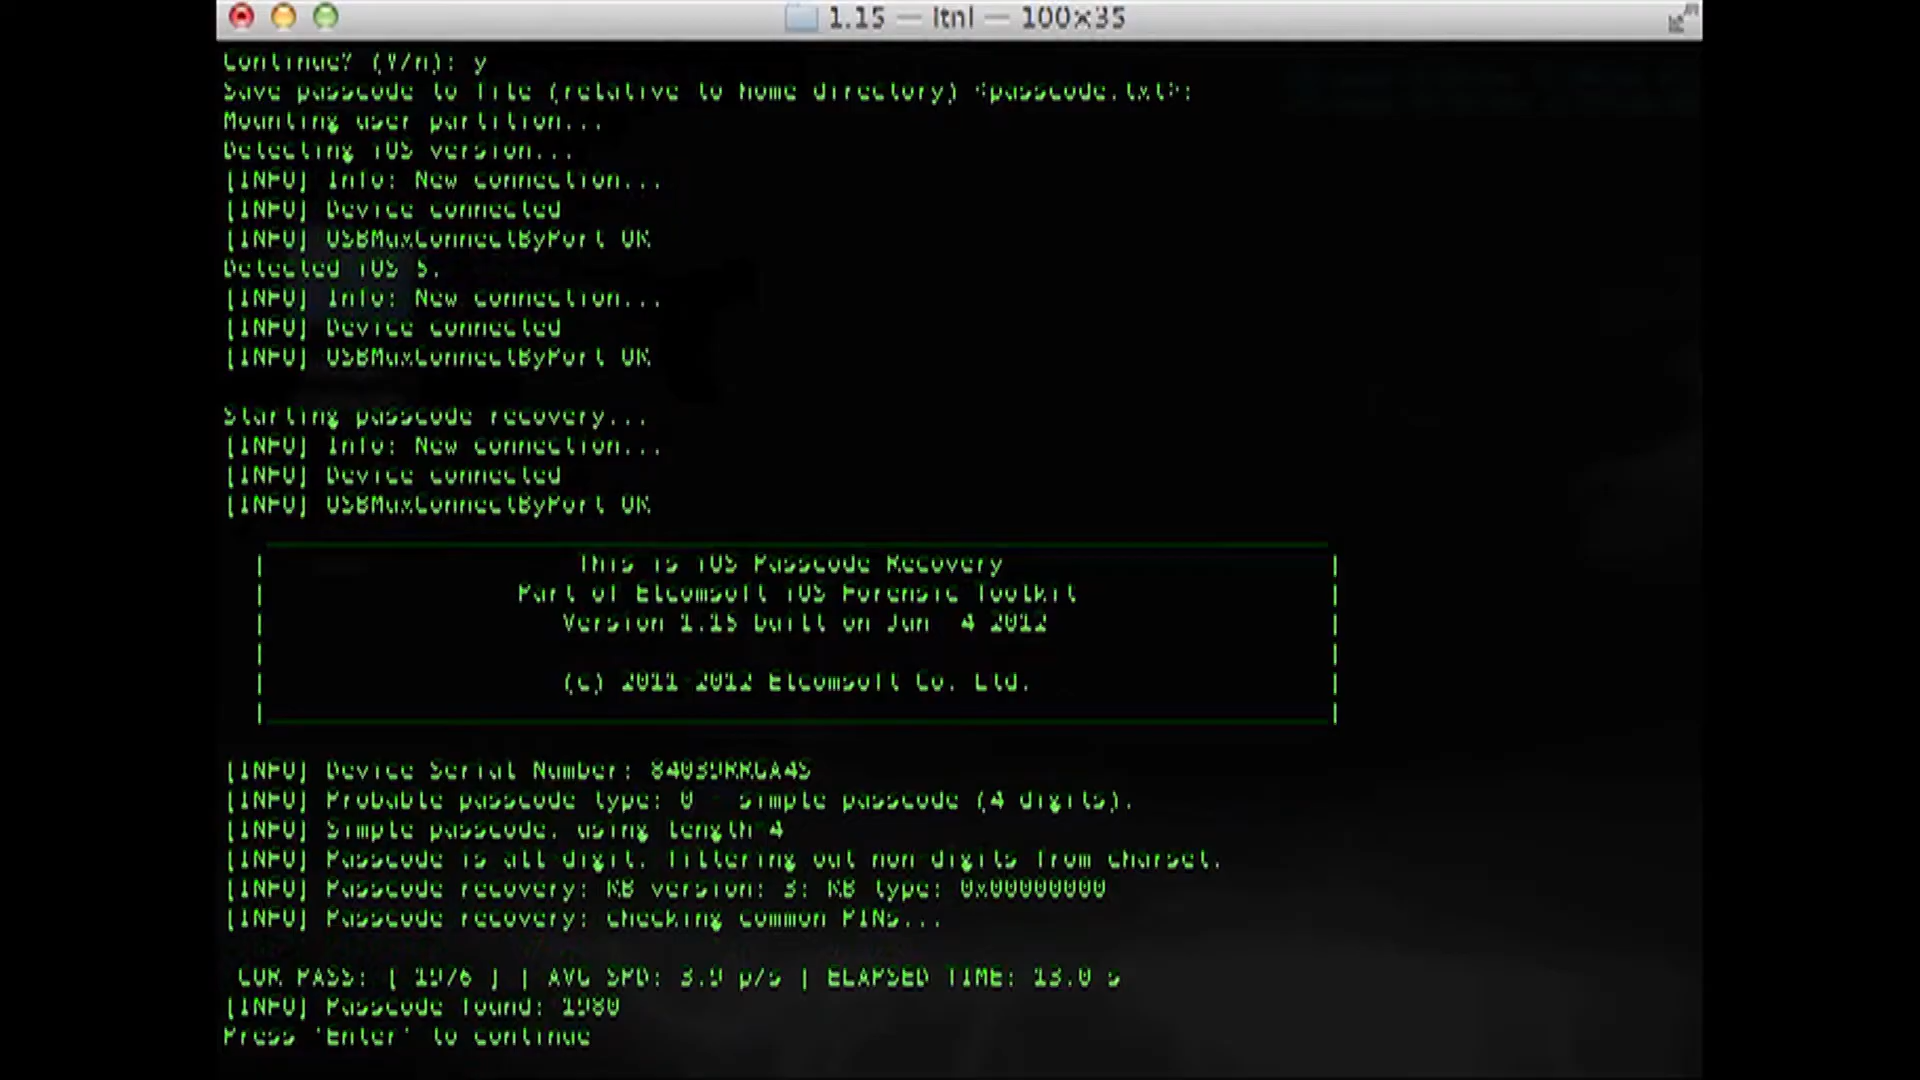 1.15 — itnl — 100×35
Continue? (Y/n): y
Save passcode to file (relative to home directory) <passcode.txt>:
Mounting user partition...
Detecting iOS version...
[INFO] Info: New connection...
[INFO] Device connected
[INFO] USBMuxConnectByPort OK
Detected iOS 5.
[INFO] Info: New connection...
[INFO] Device connected
[INFO] USBMuxConnectByPort OK
Starting passcode recovery...
[INFO] Info: New connection...
[INFO] Device connected
[INFO] USBMuxConnectByPort OK
This is iOS Passcode Recovery
Part of Elcomsoft iOS Forensic Toolkit
Version 1.15 built on Jun 4 2012
(c) 2011-2012 Elcomsoft Co. Ltd.
[INFO] Device Serial Number:
[INFO] Probable passcode type: 0 - simple passcode (4 digits).
[INFO] Simple passcode, using length=4
[INFO] Passcode is all-digit, filtering out non-digits from charset.
[INFO] Passcode recovery: KB version: 3; KB type: 0x00000000
[INFO] Passcode recovery: checking common PINs...
CUR PASS: [ 1976 ] | AVG SPD: 3.9 p/s | ELAPSED TIME: 13.0 s
[INFO] Passcode found: 1980
Press 'Enter' to continue